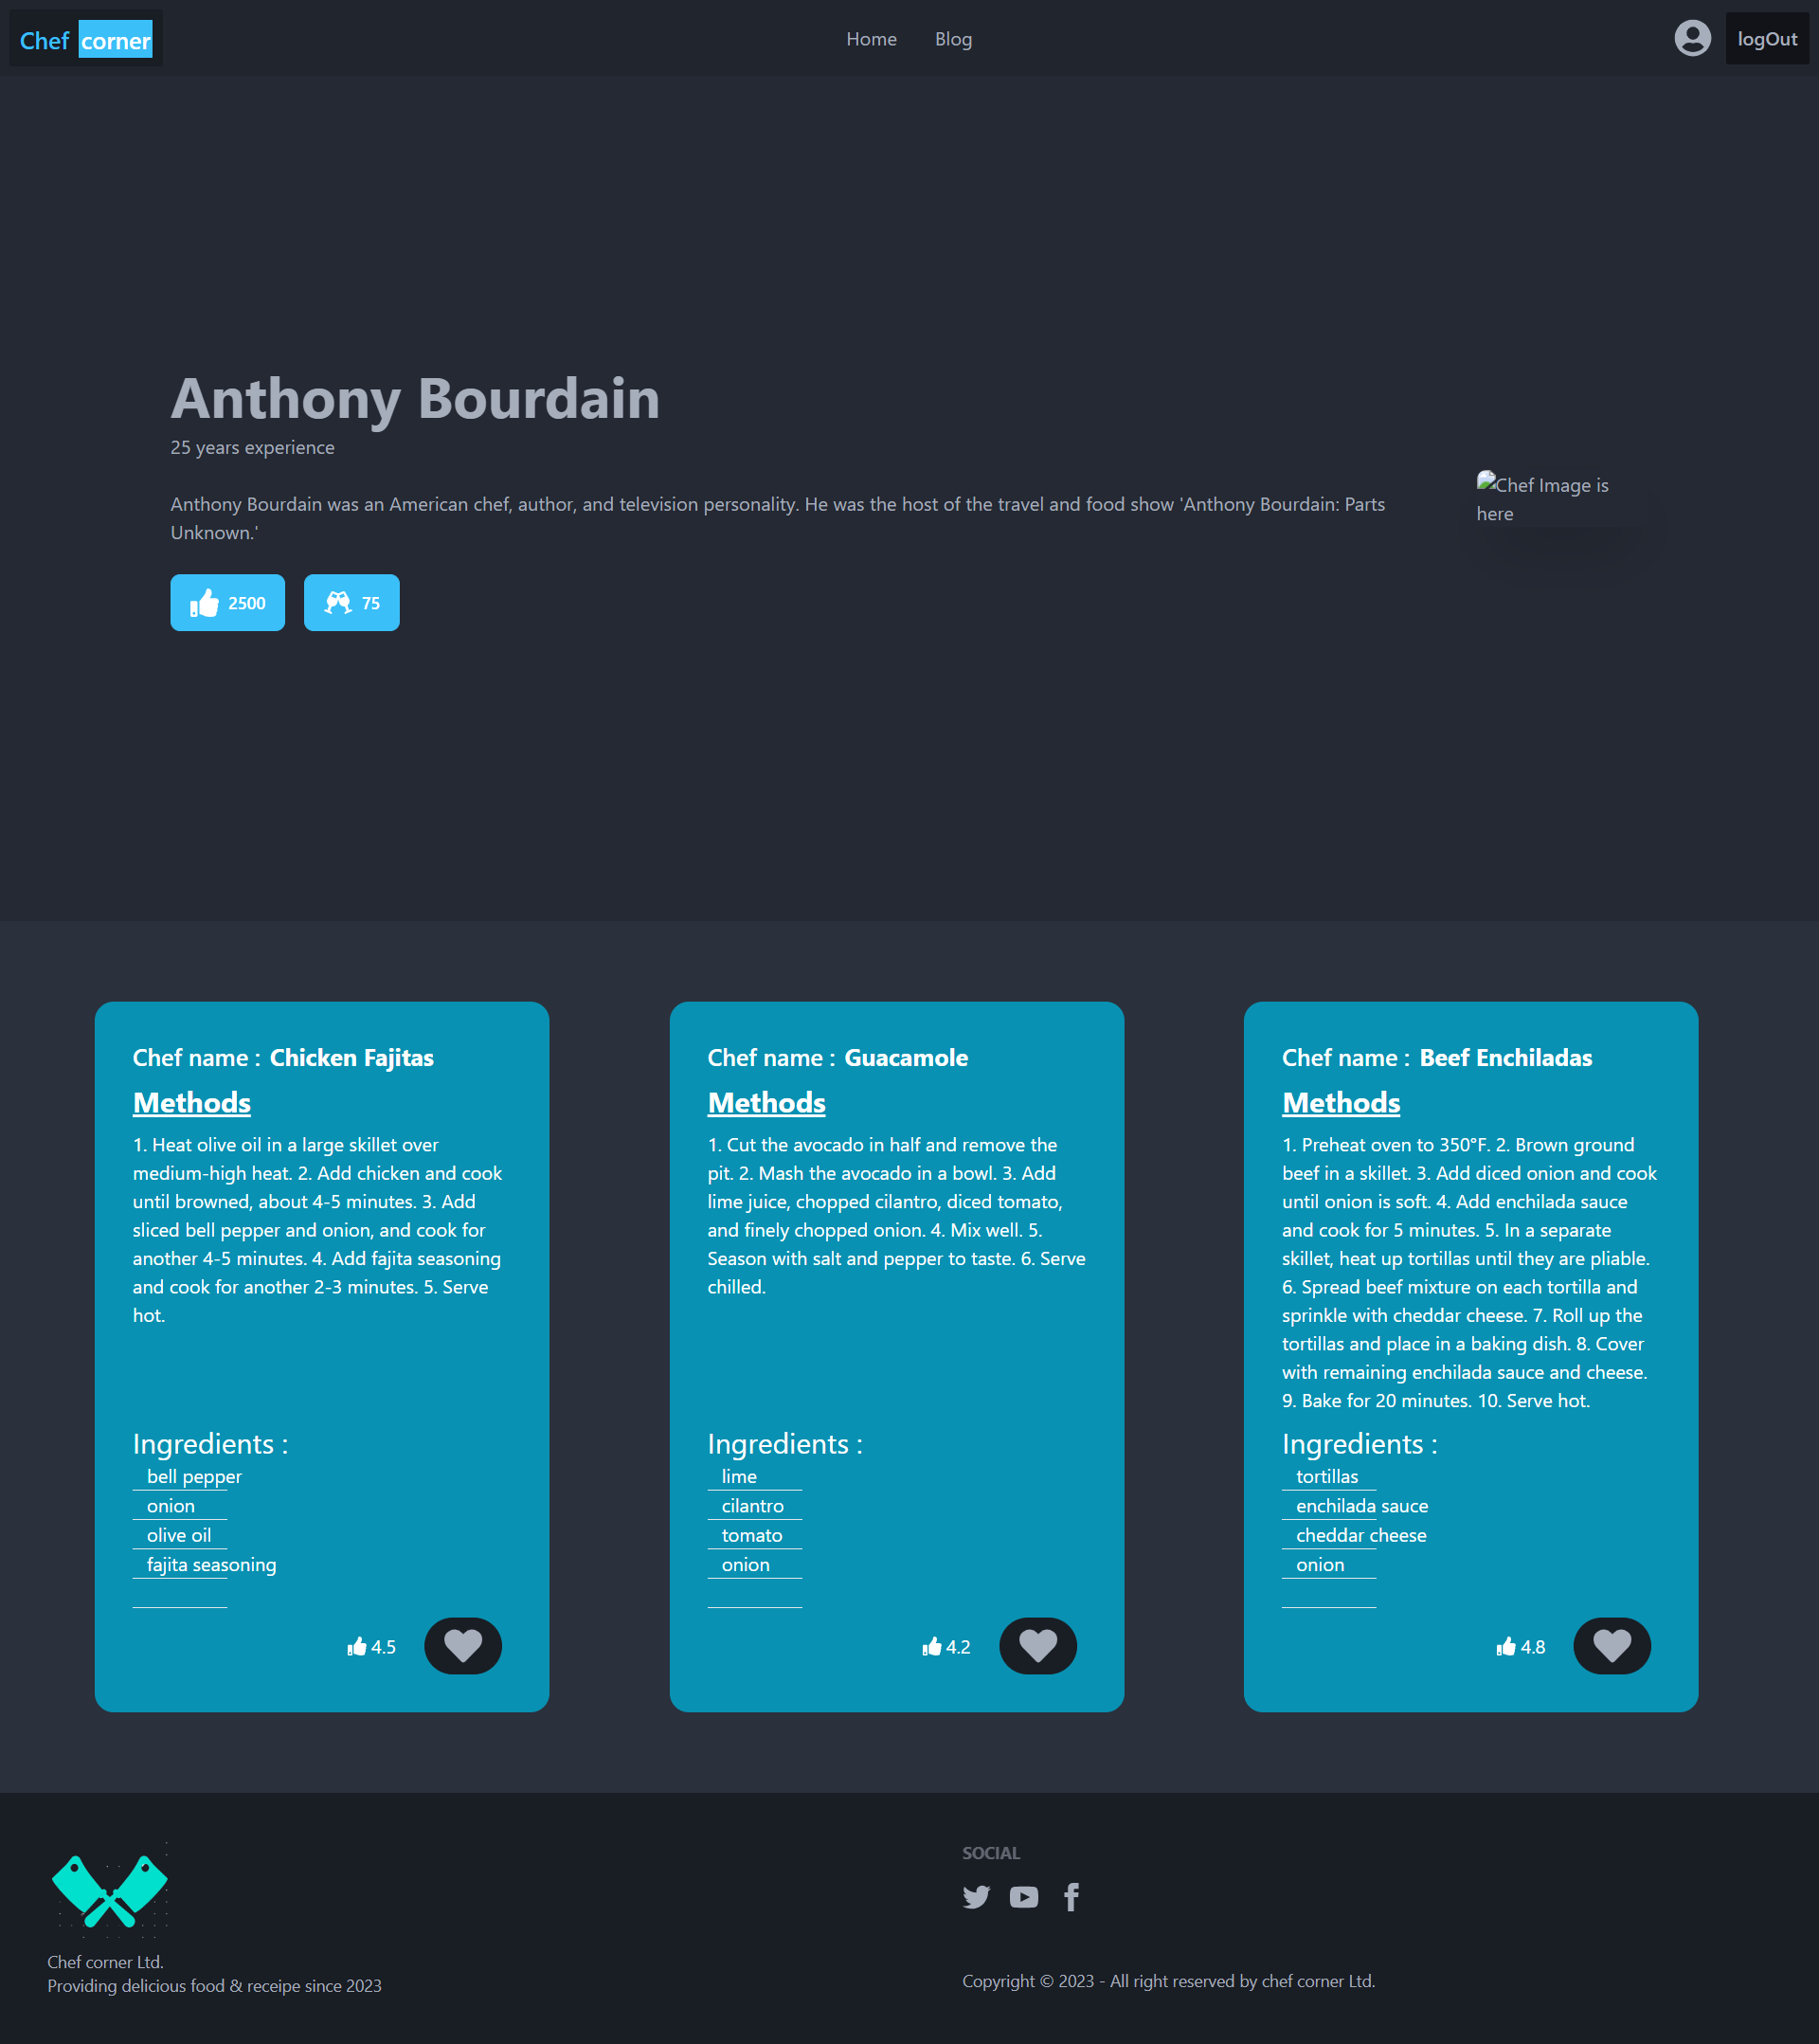 Chef corner
Home
Blog
logOut
Anthony Bourdain
25 years experience
Anthony Bourdain was an American chef, author, and television personality. He was the host of the travel and food show 'Anthony Bourdain: Parts
Unknown.'
Chef Image is
here
2500
75
Chef name : Chicken Fajitas
Methods
1. Heat olive oil in a large skillet over
medium-high heat. 2. Add chicken and cook
until browned, about 4-5 minutes. 3. Add
sliced bell pepper and onion, and cook for
another 4-5 minutes. 4. Add fajita seasoning
and cook for another 2-3 minutes. 5. Serve
hot.
Ingredients :
bell pepper
onion
olive oil
fajita seasoning
4.5
Chef name : Guacamole
Methods
1. Cut the avocado in half and remove the
pit. 2. Mash the avocado in a bowl. 3. Add
lime juice, chopped cilantro, diced tomato,
and finely chopped onion. 4. Mix well. 5.
Season with salt and pepper to taste. 6. Serve
chilled.
Ingredients :
lime
cilantro
tomato
onion
4.2
Chef name : Beef Enchiladas
Methods
1. Preheat oven to 350°F. 2. Brown ground
beef in a skillet. 3. Add diced onion and cook
until onion is soft. 4. Add enchilada sauce
and cook for 5 minutes. 5. In a separate
skillet, heat up tortillas until they are pliable.
6. Spread beef mixture on each tortilla and
sprinkle with cheddar cheese. 7. Roll up the
tortillas and place in a baking dish. 8. Cover
with remaining enchilada sauce and cheese.
9. Bake for 20 minutes. 10. Serve hot.
Ingredients :
tortillas
enchilada sauce
cheddar cheese
onion
4.8
Chef corner Ltd.
Providing delicious food & receipe since 2023
SOCIAL
Copyright © 2023 - All right reserved by chef corner Ltd.